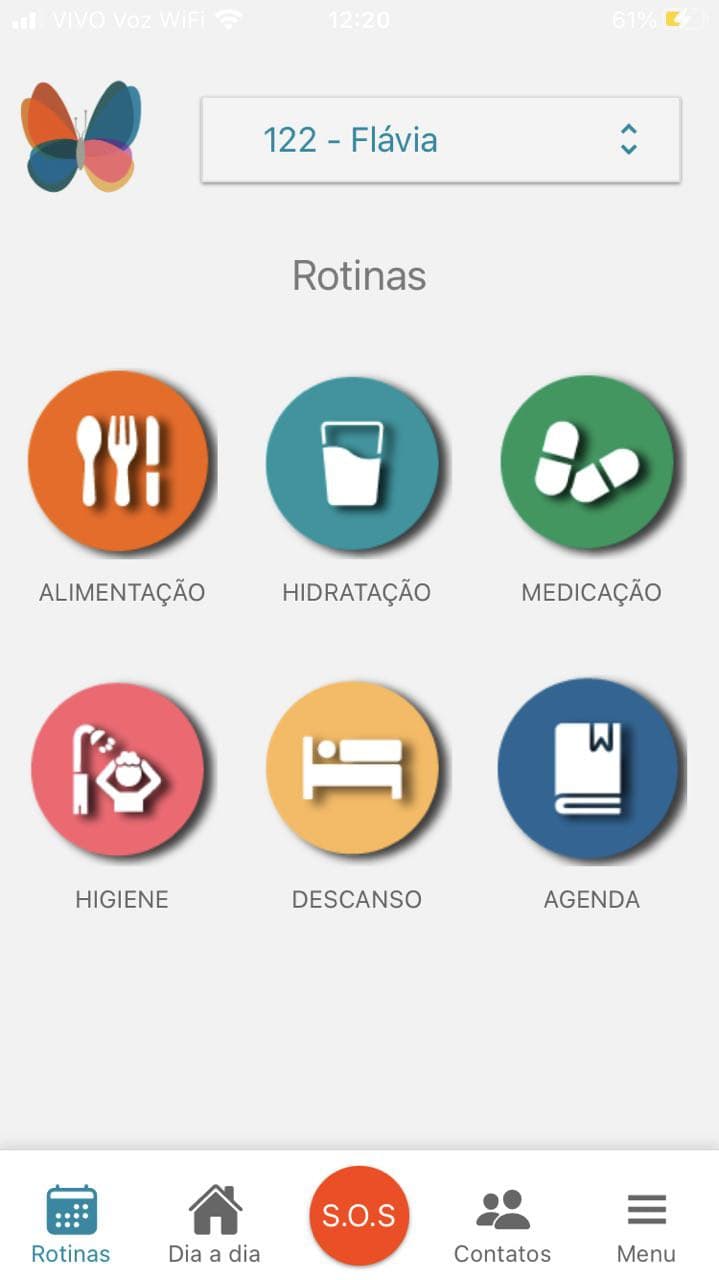 VIVO Voz WiFi 12:20 61%
122 - Flávia
Rotinas
ALIMENTAÇÃO HIDRATAÇÃO MEDICAÇÃO
HIGIENE DESCANSO AGENDA
S.O.S
Rotinas Dia a dia Contatos Menu